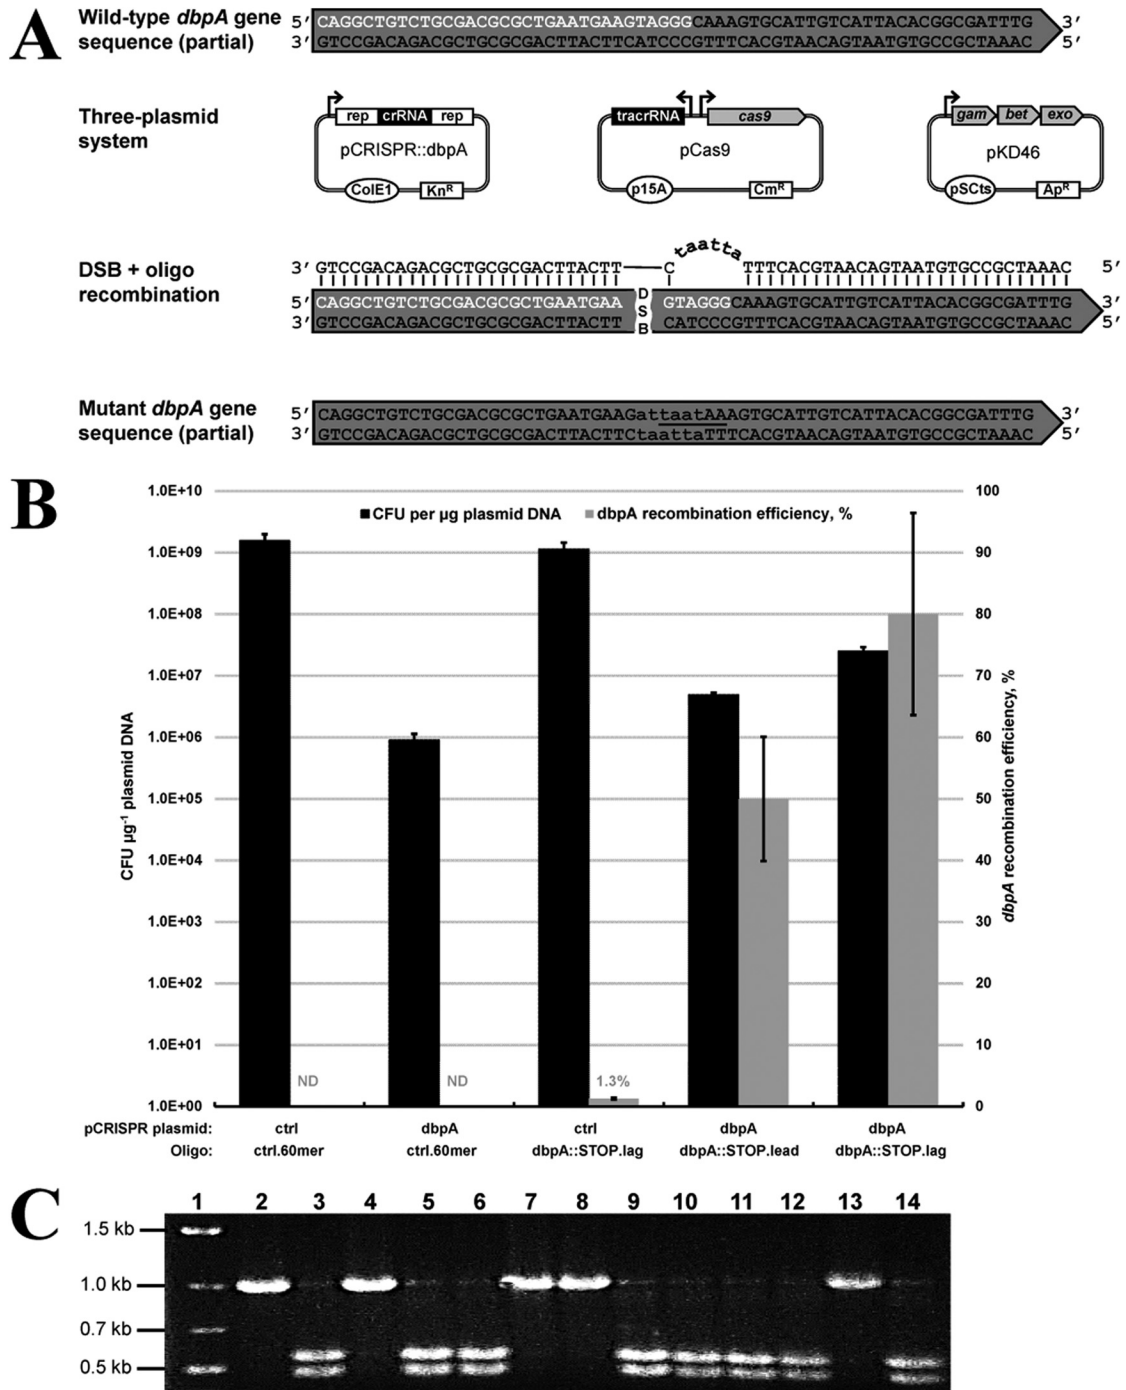 A
Wild-type dbpA gene
sequence (partial)
5′ CAGGCTGTCTGCGACGCGCTGAATGAAGTAGGGCAAAGTGCATTGTCATTACACGGCGATTTG 3′
3′ GTCCGACAGACGCTGCGCGACTTACTTCATCCCGTTTCACGTAACAGTAATGTGCCGCTAAAC 5′
Three-plasmid
system
rep crRNA rep
pCRISPR::dbpA
ColE1 KnR
tracrRNA cas9
pCas9
p15A CmR
gam bet exo
pKD46
pSCts ApR
DSB + oligo
recombination
taatta
3′ GTCCGACAGACGCTGCGCGACTTACTT C TTTCACGTAACAGTAATGTGCCGCTAAAC 5′
5′ CAGGCTGTCTGCGACGCGCTGAATGAA GTAGGGCAAAGTGCATTGTCATTACACGGCGATTTG 3′
DSB
3′ GTCCGACAGACGCTGCGCGACTTACTT CATCCCGTTTCACGTAACAGTAATGTGCCGCTAAAC 5′
Mutant dbpA gene
sequence (partial)
5′ CAGGCTGTCTGCGACGCGCTGAATGAAGattaatAAAGTGCATTGTCATTACACGGCGATTTG 3′
3′ GTCCGACAGACGCTGCGCGACTTACTTCtaattaTTTCACGTAACAGTAATGTGCCGCTAAAC 5′
B
CFU per µg plasmid DNA
dbpA recombination efficiency, %
CFU µg-1 plasmid DNA
1.0E+10
1.0E+09
1.0E+08
1.0E+07
1.0E+06
1.0E+05
1.0E+04
1.0E+03
1.0E+02
1.0E+01
1.0E+00
ND
ND
1.3%
100
90
80
70
60
50
40
30
20
10
0
dbpA recombination efficiency, %
pCRISPR plasmid: ctrl dbpA ctrl dbpA dbpA
Oligo: ctrl.60mer ctrl.60mer dbpA::STOP.lag dbpA::STOP.lead dbpA::STOP.lag
C
1 2 3 4 5 6 7 8 9 10 11 12 13 14
1.5 kb
1.0 kb
0.7 kb
0.5 kb